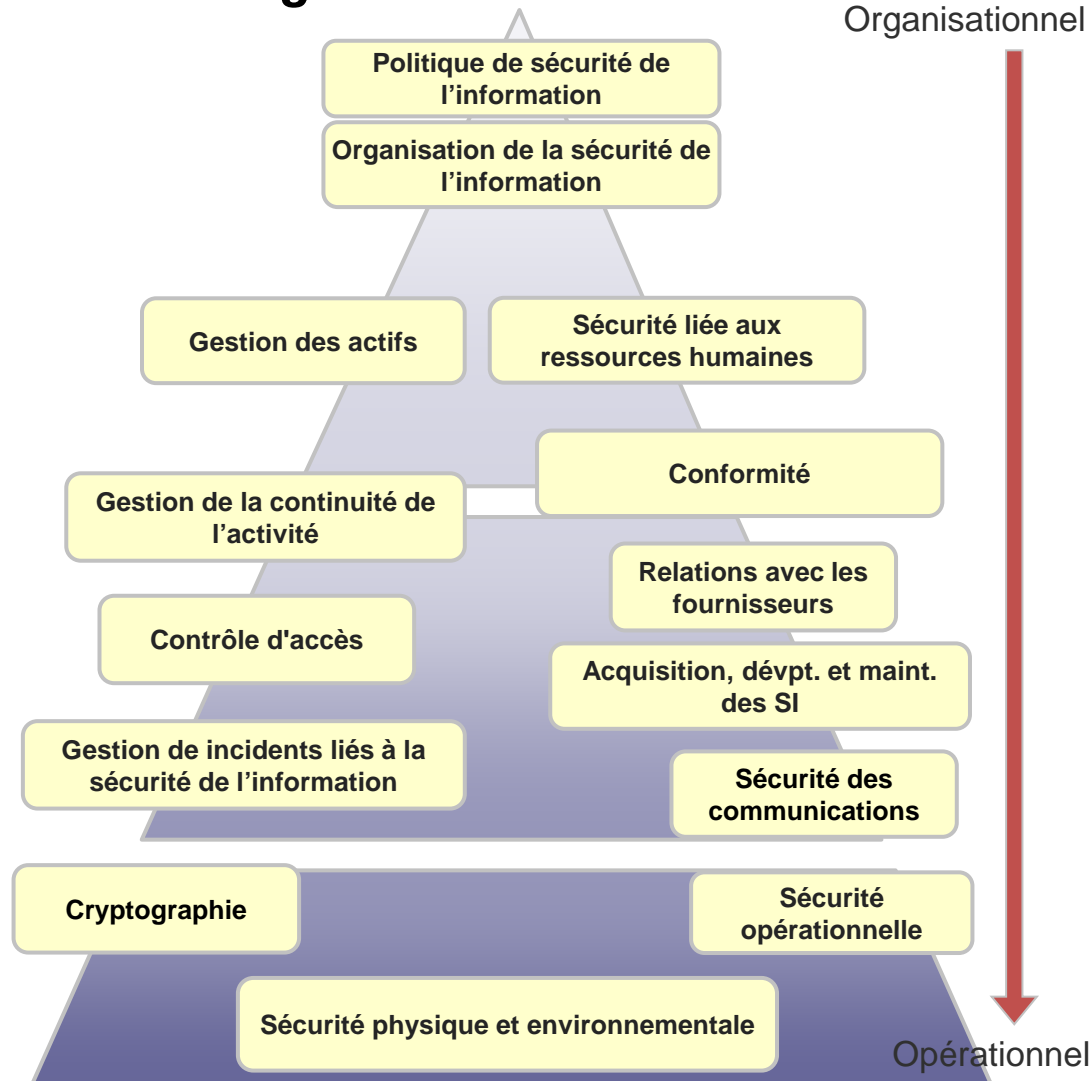 Organisationnel
Politique de sécurité de
l’information
Organisation de la sécurité de
l’information
Gestion des actifs
Sécurité liée aux
ressources humaines
Conformité
Gestion de la continuité de
l’activité
Relations avec les
fournisseurs
Contrôle d'accès
Acquisition, dévpt. et maint.
des SI
Gestion de incidents liés à la
sécurité de l’information
Sécurité des
communications
Cryptographie
Sécurité
opérationnelle
Sécurité physique et environnementale
Opérationnel